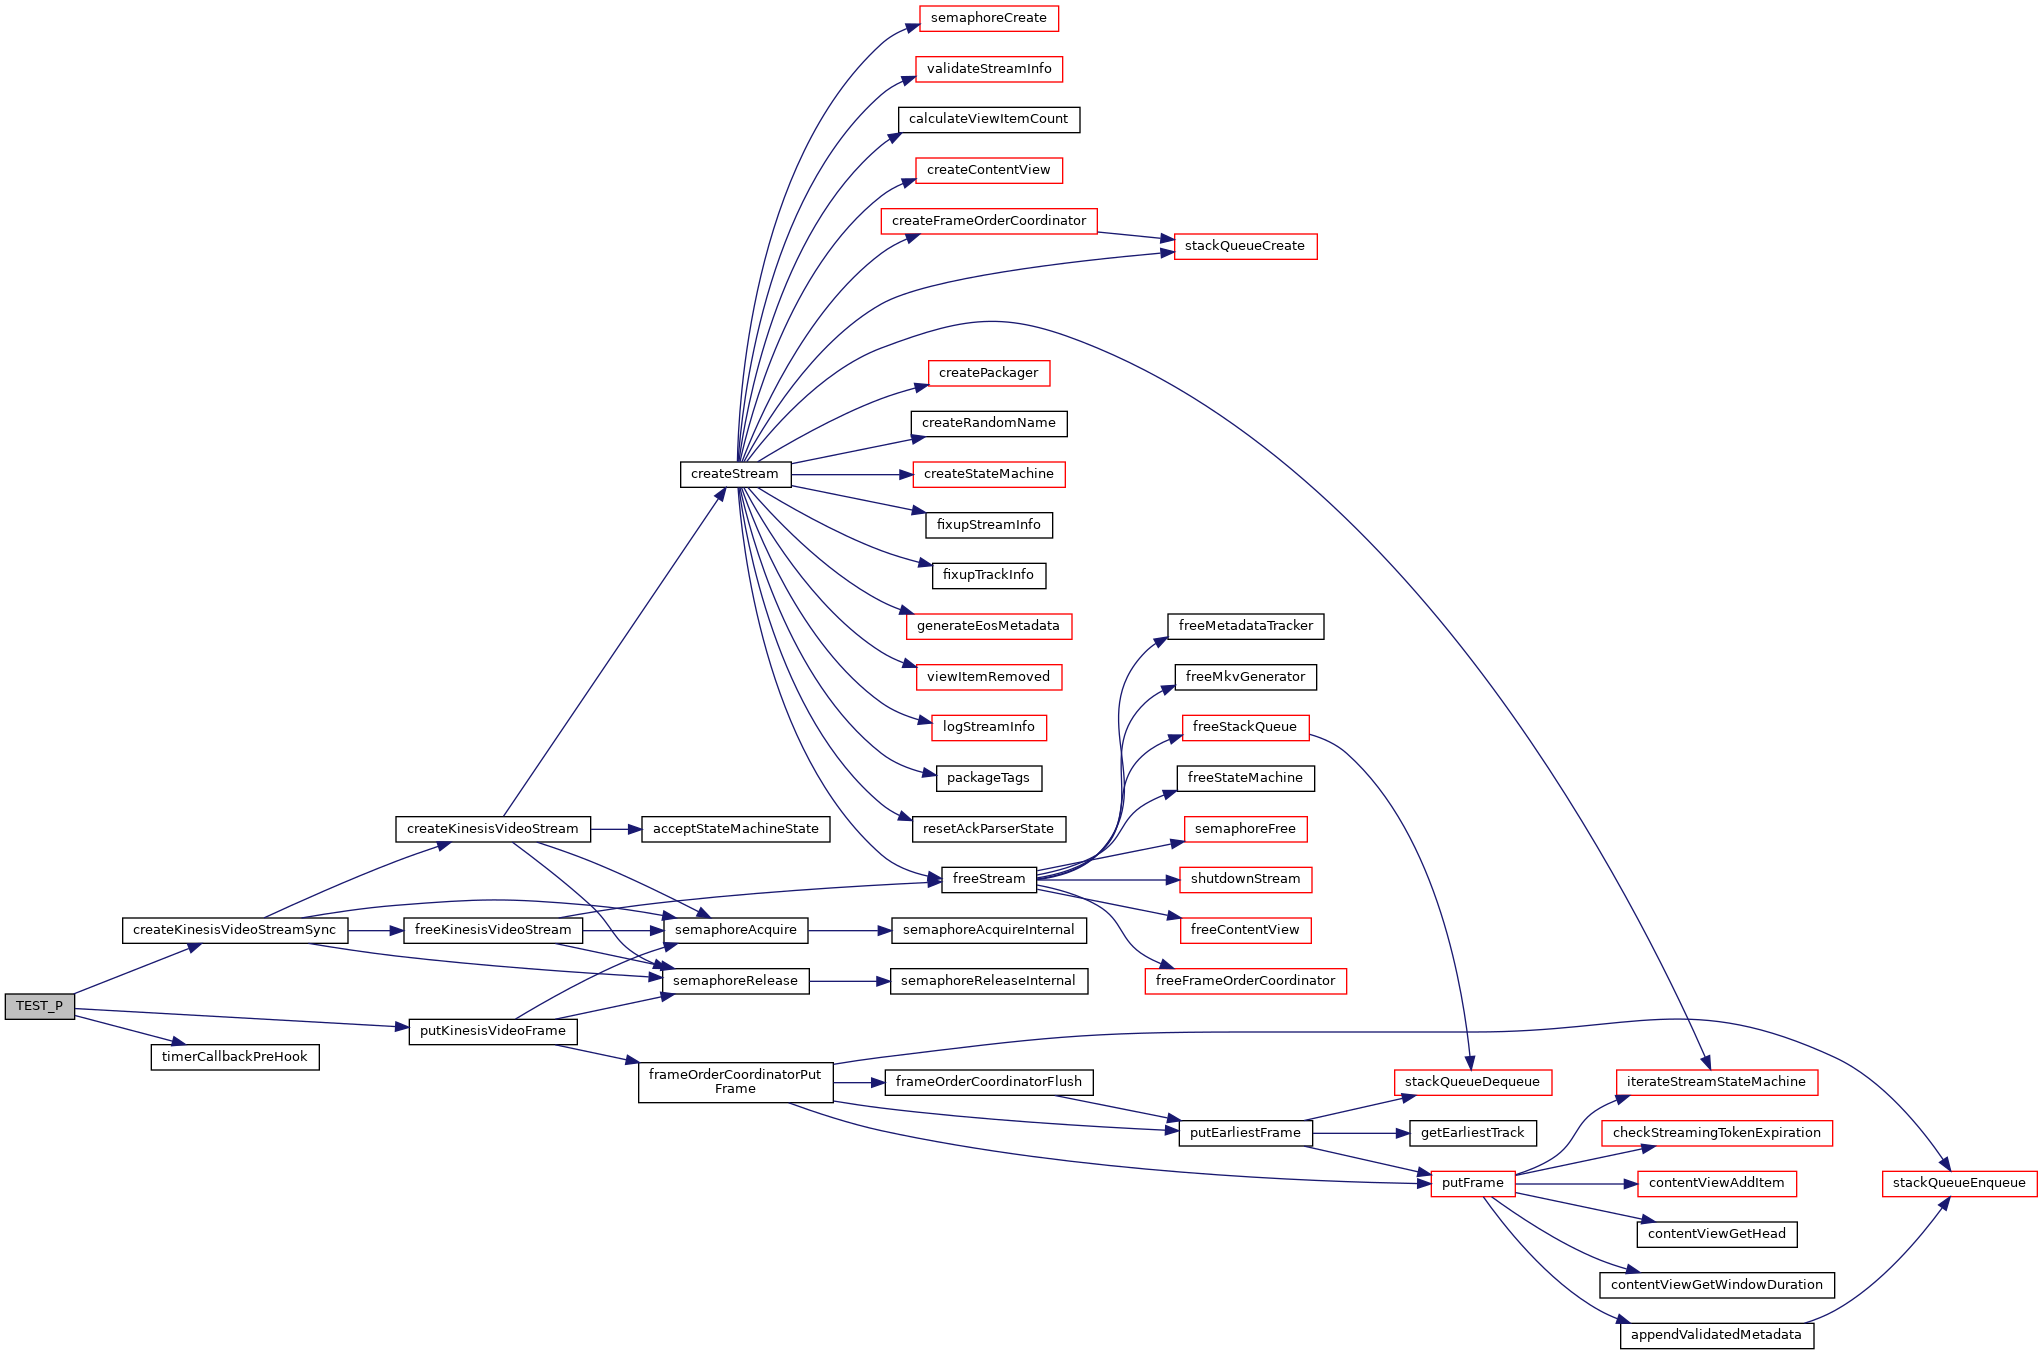 semaphoreCreate
validateStreamInfo
calculateViewItemCount
createContentView
createFrameOrderCoordinator
stackQueueCreate
createPackager
createRandomName
createStream
createStateMachine
fixupStreamInfo
fixupTrackInfo
generateEosMetadata
freeMetadataTracker
viewItemRemoved
freeMkvGenerator
logStreamInfo
freeStackQueue
packageTags
freeStateMachine
createKinesisVideoStream
acceptStateMachineState
resetAckParserState
semaphoreFree
freeStream
shutdownStream
createKinesisVideoStreamSync
freeKinesisVideoStream
semaphoreAcquire
semaphoreAcquireInternal
freeContentView
semaphoreRelease
semaphoreReleaseInternal
freeFrameOrderCoordinator
TEST_P
putKinesisVideoFrame
timerCallbackPreHook
frameOrderCoordinatorPut
Frame
frameOrderCoordinatorFlush
stackQueueDequeue
iterateStreamStateMachine
putEarliestFrame
getEarliestTrack
checkStreamingTokenExpiration
putFrame
contentViewAddItem
stackQueueEnqueue
contentViewGetHead
contentViewGetWindowDuration
appendValidatedMetadata